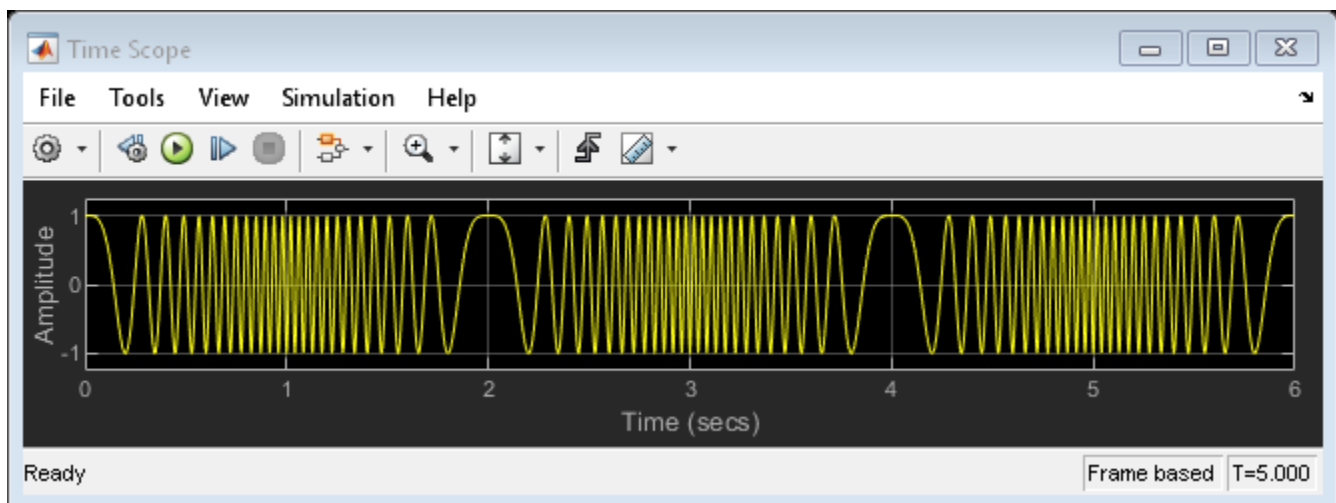 Time Scope
File Tools View Simulation Help
Amplitude
1
0
-1
0 1 2 3 4 5 6
Time (secs)
Ready Frame based T=5.000